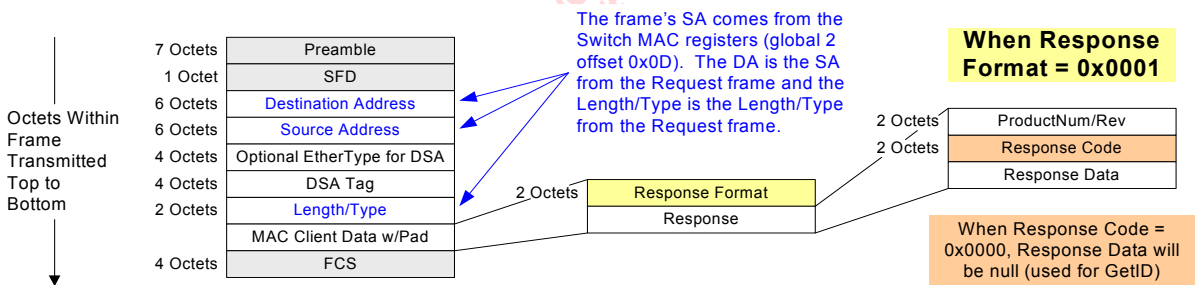 Octets Within
Frame
Transmitted
Top to
Bottom
7 Octets
Preamble
1 Octet
SFD
6 Octets
Destination Address
6 Octets
Source Address
4 Octets
Optional EtherType for DSA
4 Octets
DSA Tag
2 Octets
Length/Type
MAC Client Data w/Pad
4 Octets
FCS
The frame's SA comes from the
Switch MAC registers (global 2
offset 0x0D). The DA is the SA
from the Request frame and the
Length/Type is the Length/Type
from the Request frame.
2 Octets
Response Format
Response
When Response
Format = 0x0001
2 Octets
ProductNum/Rev
2 Octets
Response Code
Response Data
When Response Code =
0x0000, Response Data will
be null (used for GetID)